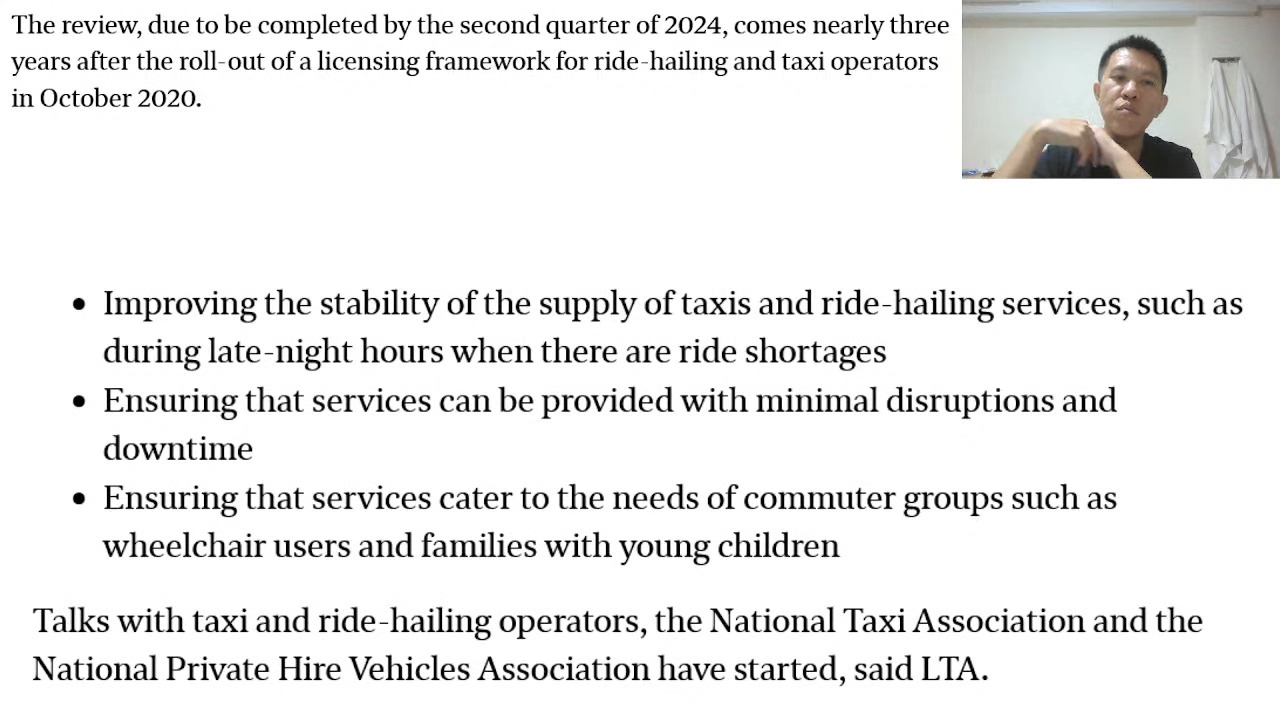 The review, due to be completed by the second quarter of 2024, comes nearly three
years after the roll-out of a licensing framework for ride-hailing and taxi operators
in October 2020.
• Improving the stability of the supply of taxis and ride-hailing services, such as
during late-night hours when there are ride shortages
• Ensuring that services can be provided with minimal disruptions and
downtime
• Ensuring that services cater to the needs of commuter groups such as
wheelchair users and families with young children
Talks with taxi and ride-hailing operators, the National Taxi Association and the
National Private Hire Vehicles Association have started, said LTA.